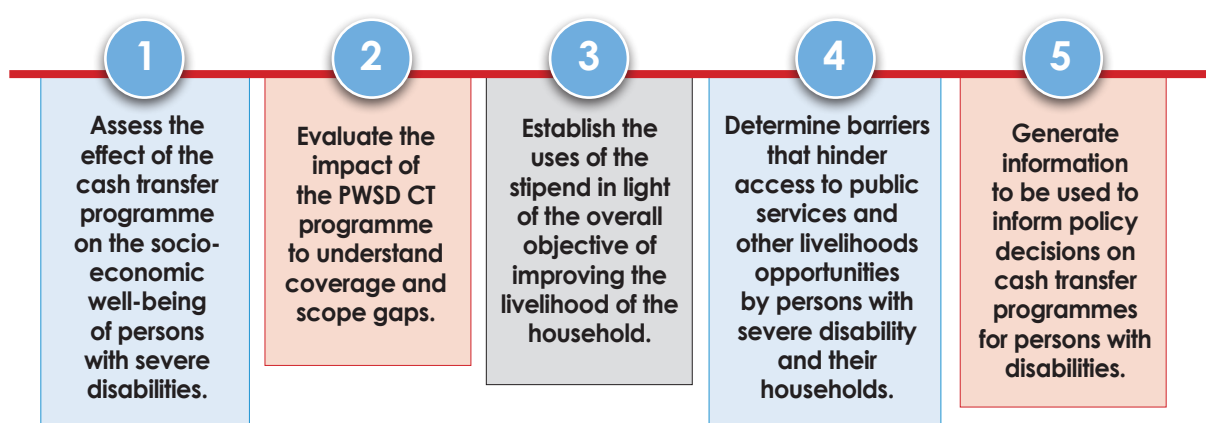 1
Assess the
effect of the
cash transfer
programme
on the socio-
economic
well-being
of persons
with severe
disabilities.
2
Evaluate the
impact of
the PWSD CT
programme
to understand
coverage and
scope gaps.
3
Establish the
uses of the
stipend in light
of the overall
objective of
improving the
livelihood of the
household.
4
Determine barriers
that hinder
access to public
services and
other livelihoods
opportunities
by persons with
severe disability
and their
households.
5
Generate
information
to be used to
inform policy
decisions on
cash transfer
programmes
for persons with
disabilities.